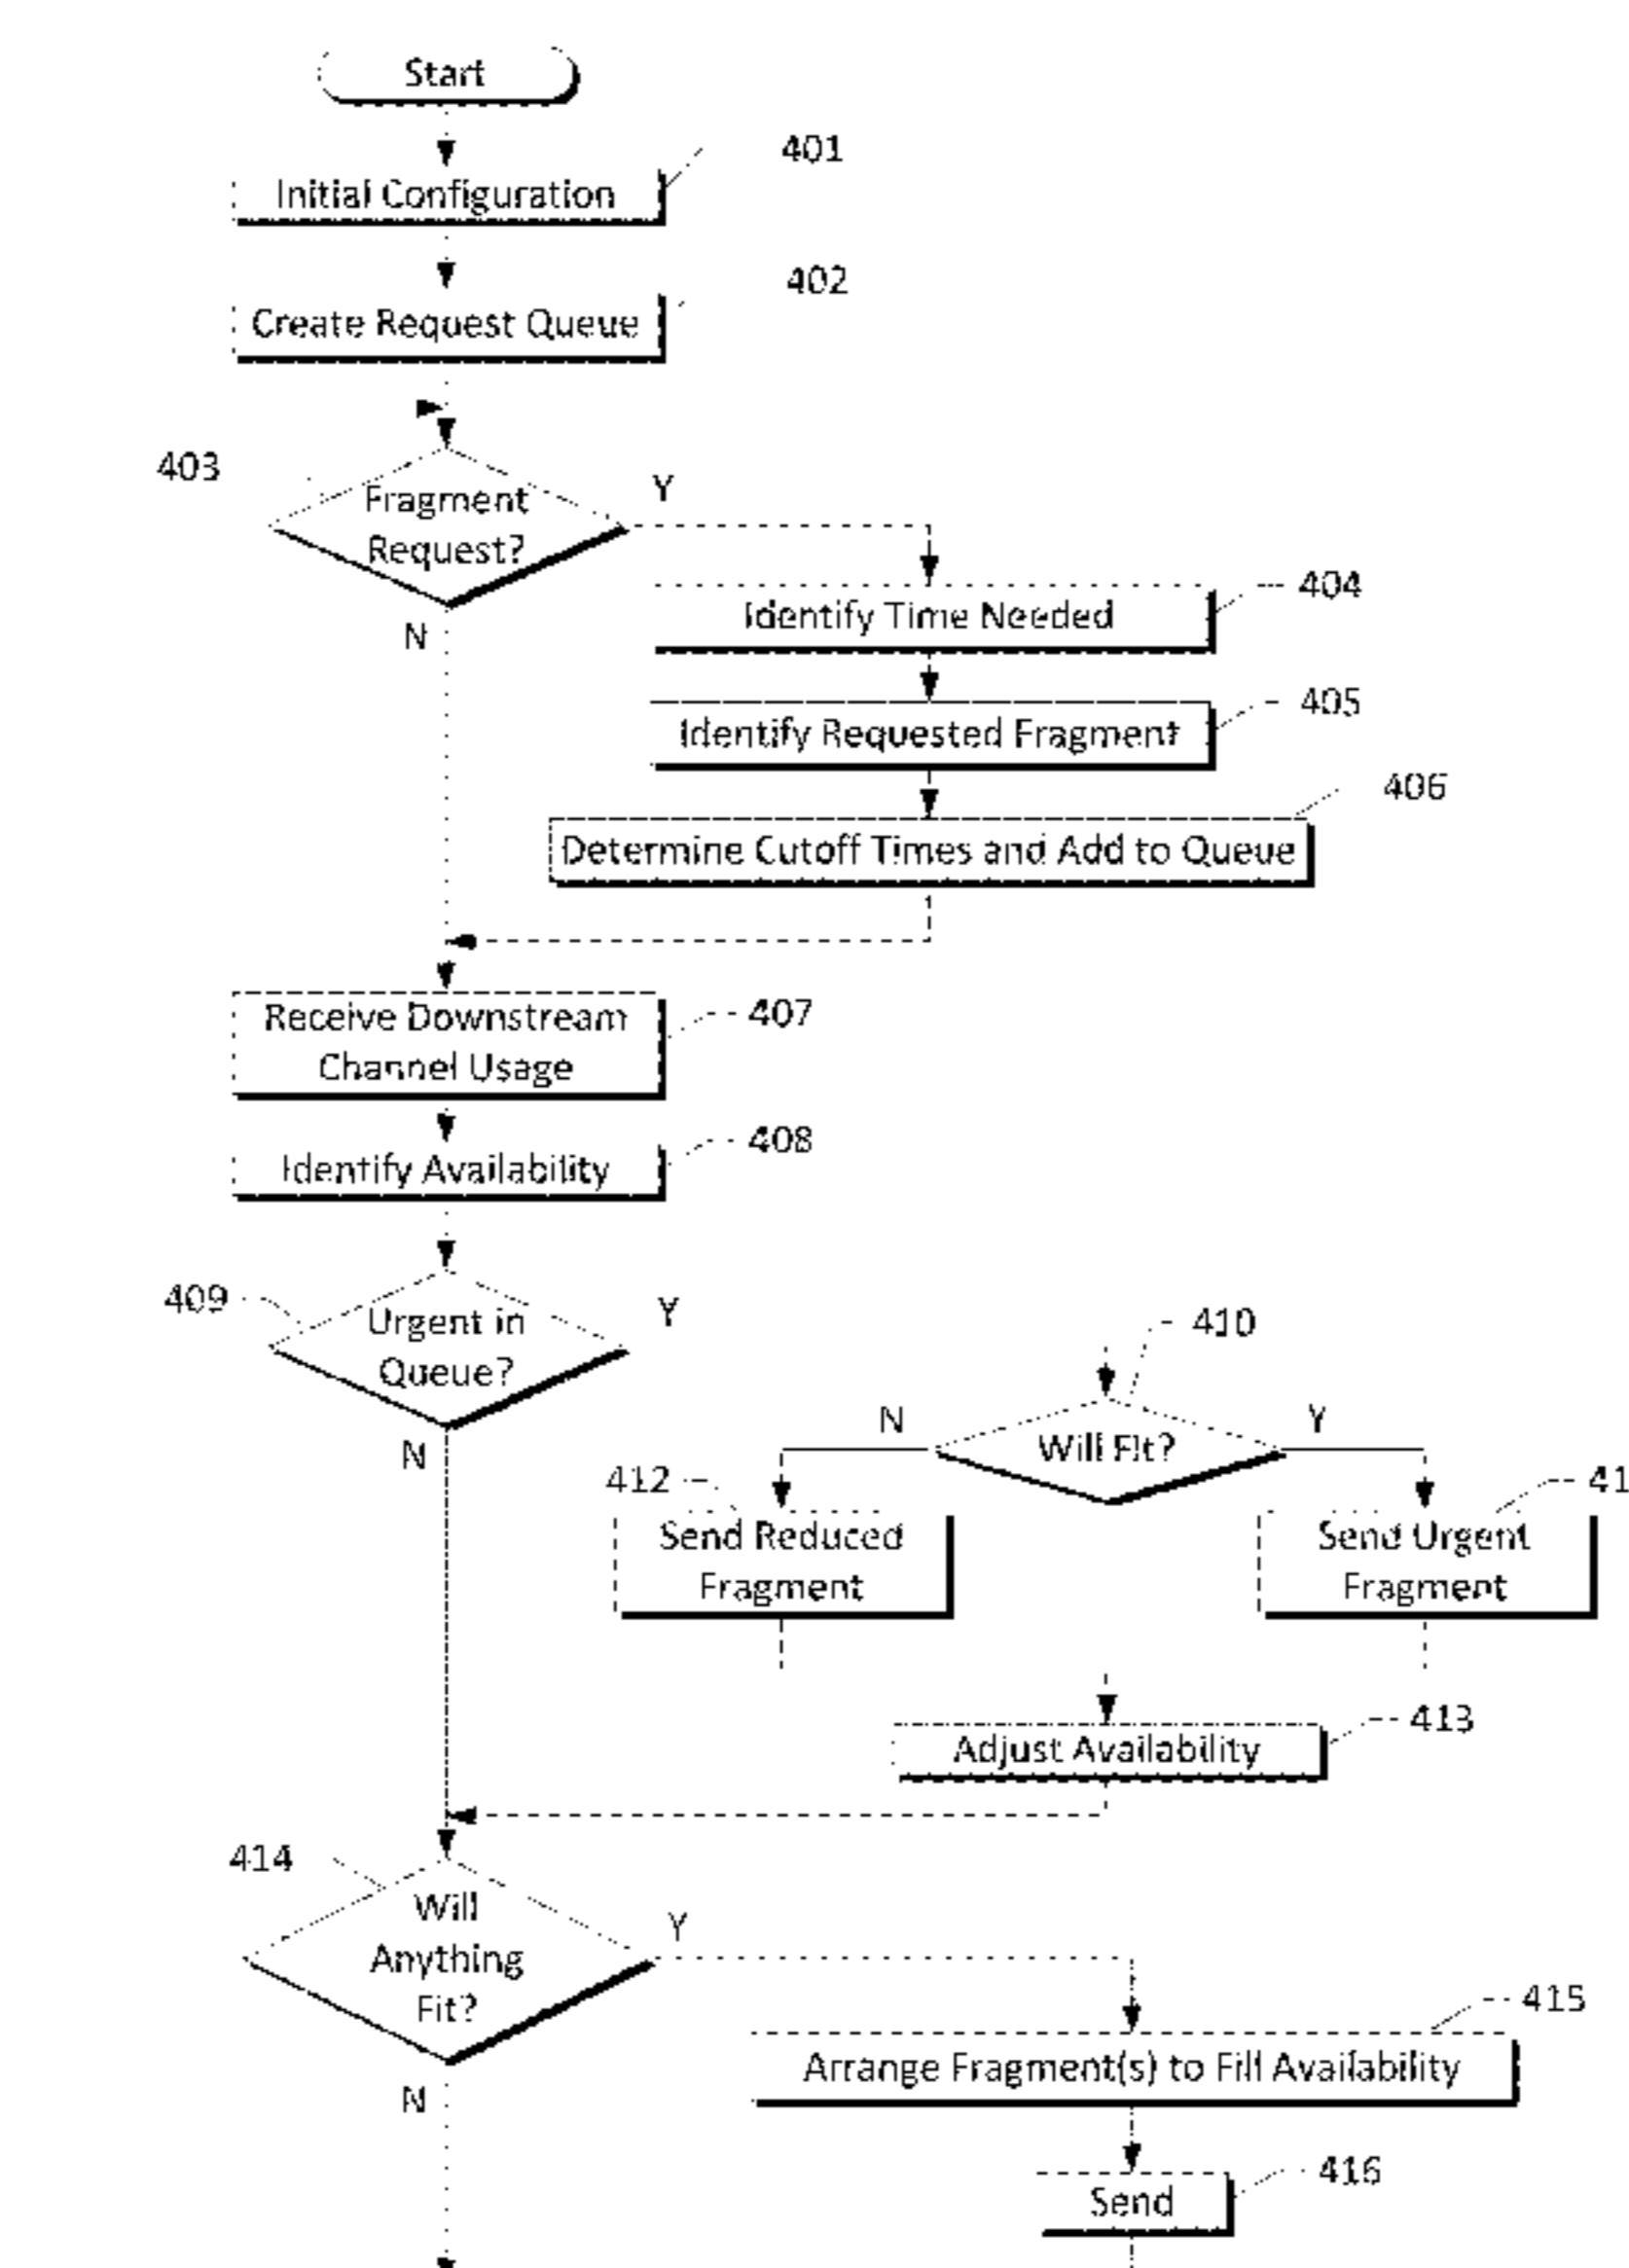 Start
401
Initial Configuration
402
Create Request Queue
403
Fragment
Request?
Y
N
404
Identify Time Needed
405
Identify Requested Fragment
406
Determine Cutoff Times and Add to Queue
Receive Downstream
Channel Usage
407
408
Identify Availability
409
Urgent in
Queue?
Y
N
410
Will Fit?
N
Y
412
Send Reduced
Fragment
41
Send Urgent
Fragment
413
Adjust Availability
414
Will
Anything
Fit?
Y
N
415
Arrange Fragment(s) to Fill Availability
416
Send